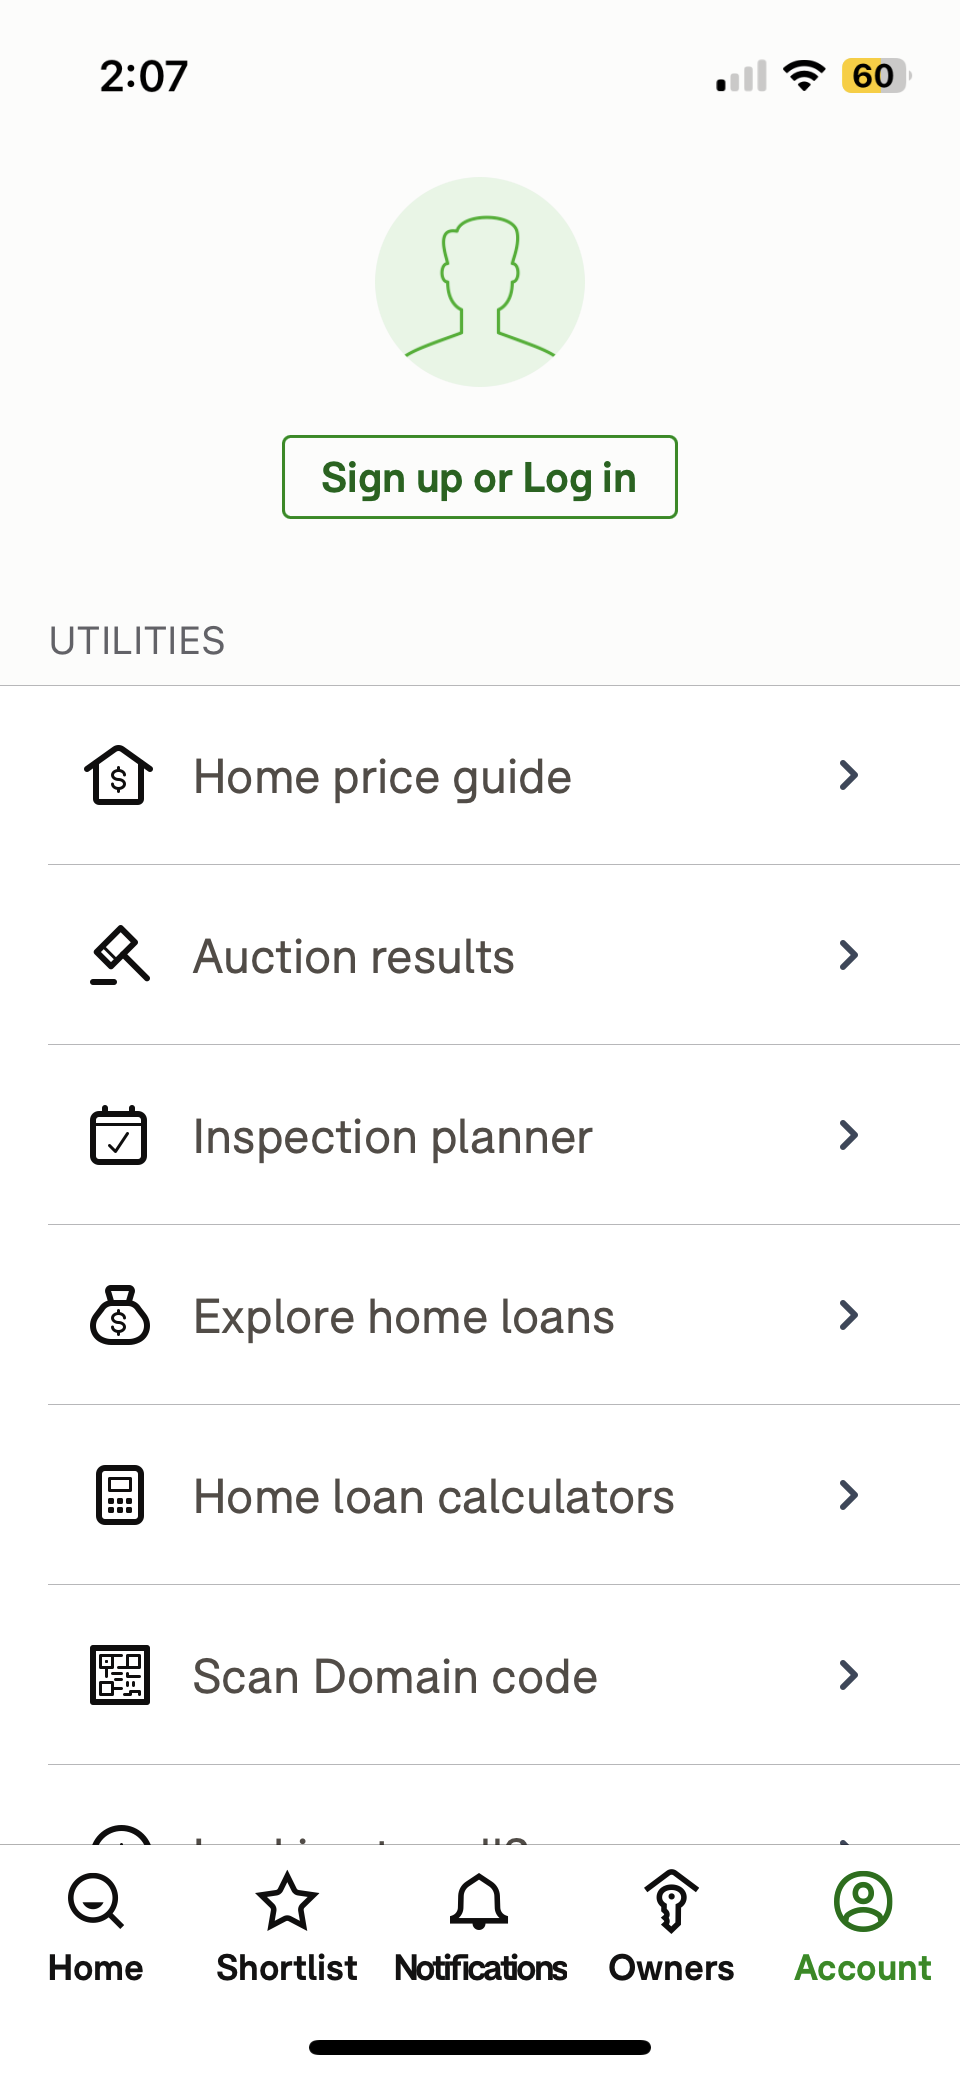 2:07
60
Sign up or Log in
UTILITIES
Home price guide
Auction results
Inspection planner
Explore home loans
Home loan calculators
Scan Domain code
Home
Shortlist
Notifications
Owners
Account